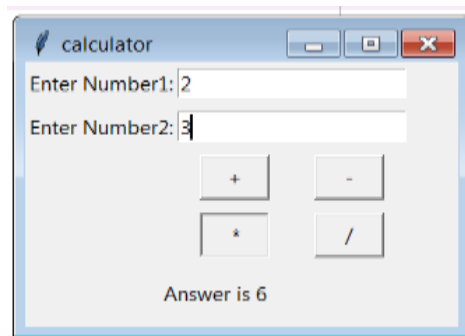 calculator
Enter Number1: 2
Enter Number2: 3
+ -
* /
Answer is 6